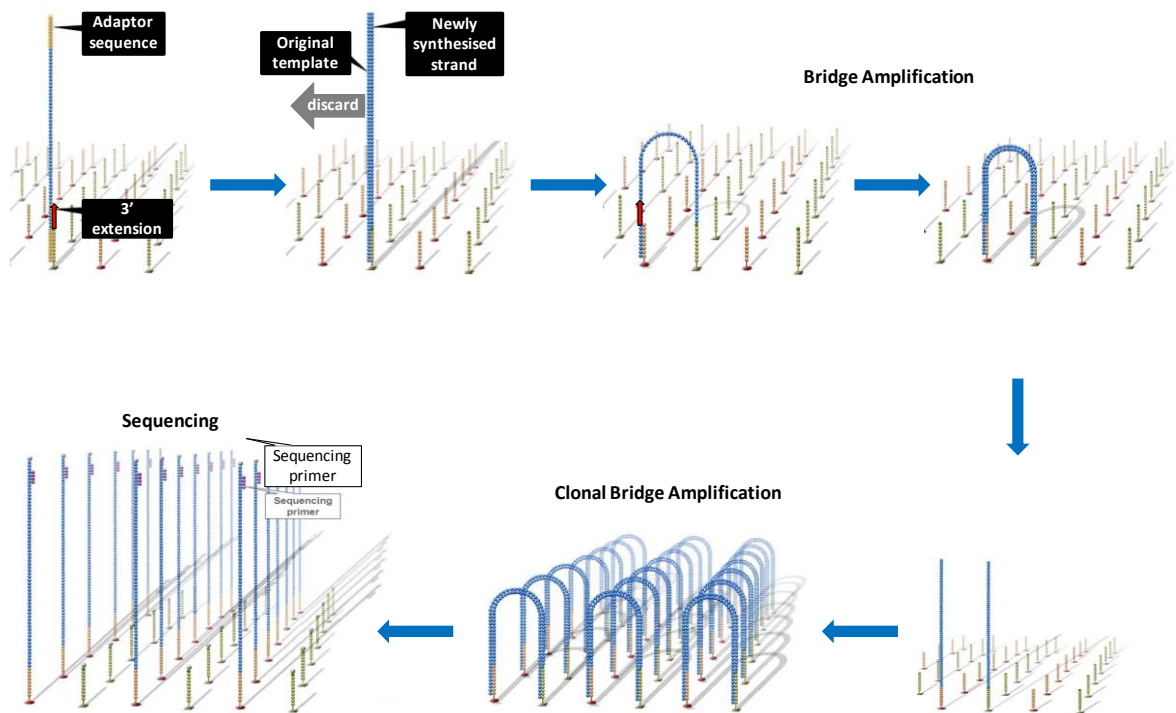 Adaptor
sequence
3’
extension
Original
template
Newly
synthesised
strand
discard
Bridge Amplification
Sequencing
Sequencing
primer
Sequencing
primer
Clonal Bridge Amplification